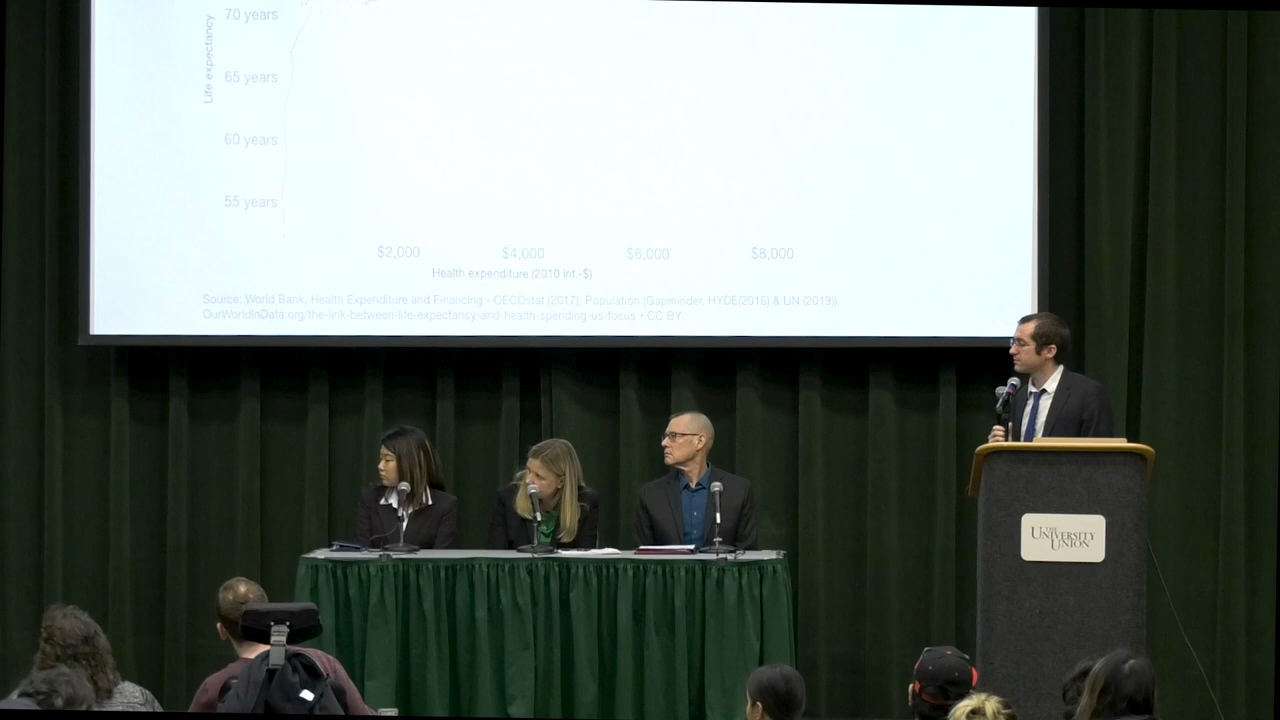 70 years
Life expectancy
65 years
60 years
55 years
$2,000 $4,000 $6,000 $8,000
Health expenditure (2010 int.-$)
Source: World Bank, Health Expenditure and Financing - OECDstat (2017), Population (Gapminder, HYDE(2016) & UN (2019))
OurWorldInData.org/the-link-between-life-expectancy-and-health-spending-us-focus • CC BY
THE
UNIVERSITY
UNION